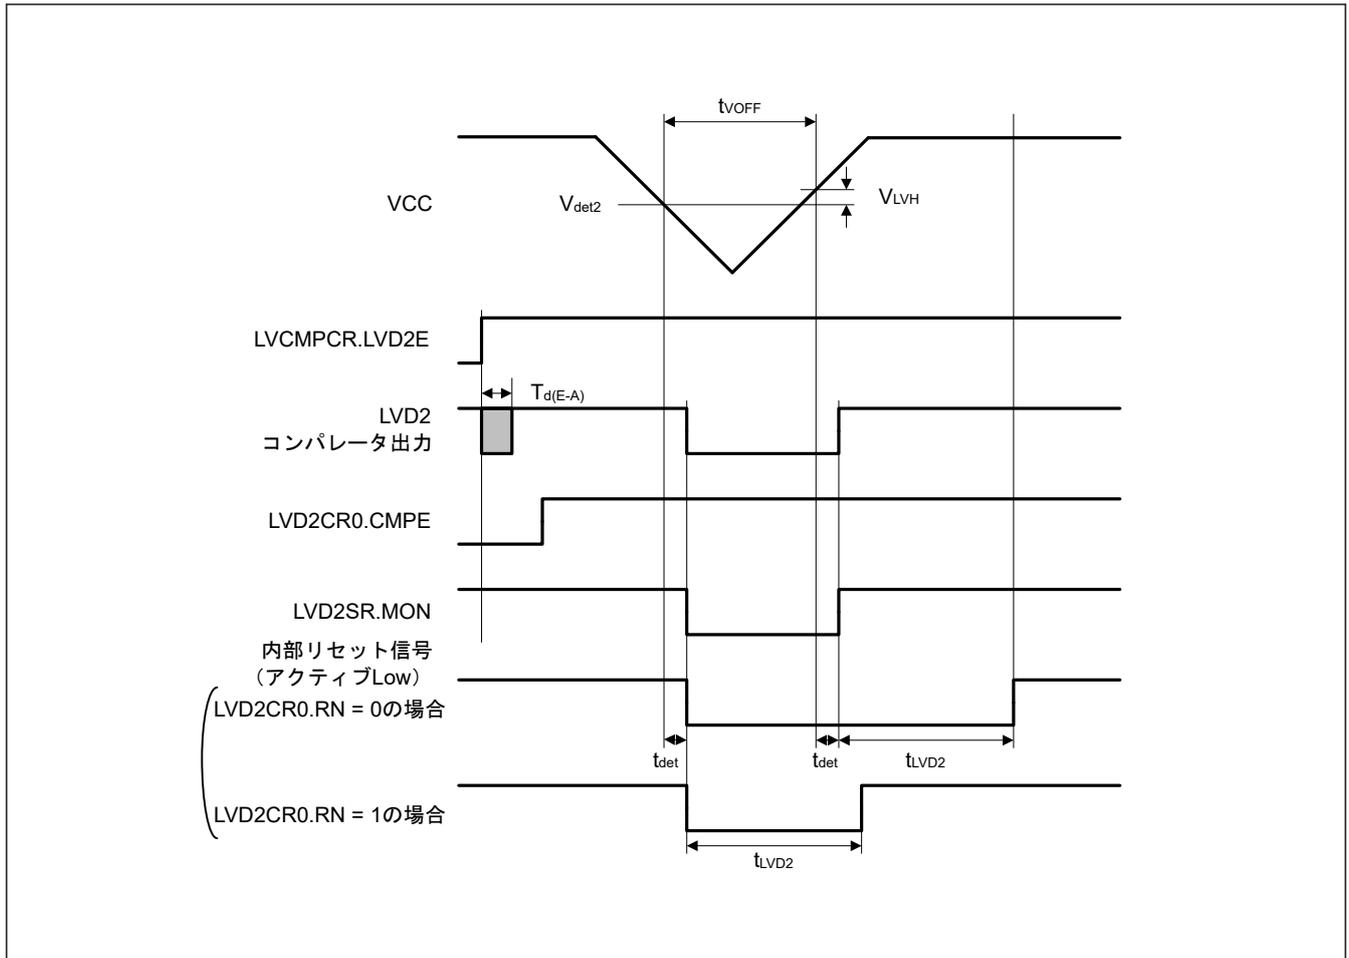 tVOFF
VCC
Vdet2
VLVH
LVCMPCR.LVD2E
Td(E-A)
LVD2
コンパレータ出力
LVD2CR0.CMPE
LVD2SR.MON
内部リセット信号
（アクティブLow）
LVD2CR0.RN = 0の場合
tdet
tdet
tLVD2
LVD2CR0.RN = 1の場合
tLVD2